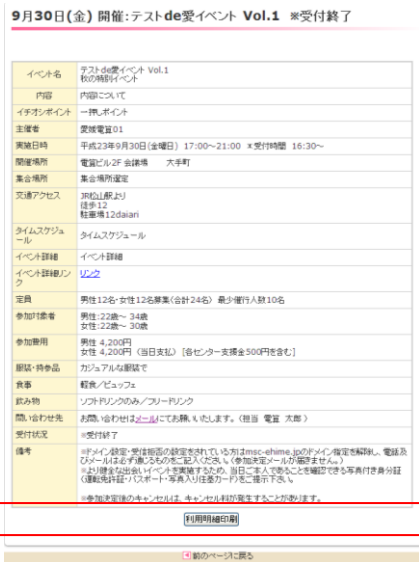 9月30日(金) 開催:テストde愛イベント Vol.1 ※受付終了
イベント名 テストde愛イベント Vol.1
秋の特別イベント
内容 内容について
イチオシポイント 一押しポイント
主催者 愛媛電算01
実施日時 平成23年9月30日(金曜日) 17:00～21:00 ※受付時間 16:30～
開催場所 電算ビル2F 会議場 大手町
集合場所 集合場所選定
交通アクセス JR松山駅より
徒歩12
駐車場12daiari
タイムスケジュール タイムスケジュール
イベント詳細 イベント詳細
イベント詳細リンク リンク
定員 男性12名・女性12名募集(合計24名) 最少催行人数10名
参加対象者 男性:22歳～ 34歳
女性:22歳～ 30歳
参加費用 男性 4,200円
女性 4,200円 (当日支払) [各センター支援金500円を含む]
服装・持参品 カジュアルな服装で
食事 軽食／ビュッフェ
飲み物 ソフトドリンクのみ／フリードリンク
問い合わせ先 お問い合わせはメールにてお願いいたします。(担当 電算 太郎)
受付状況 ※受付終了
備考 ※ドメイン設定・受信拒否の設定をされている方はmsc-ehime.jpのドメイン指定を解除し、電話及びメールは必ず通じるものをご記入ください。(参加決定メールが届きません。)
※より健全な出会いイベントを実施するため、当日ご本人であることを確認できる写真付き身分証(運転免許証・パスポート・写真入り住基カード)をご提示下さい。
※参加決定後のキャンセルは、キャンセル料が発生することがあります。
利用明細印刷
前のページに戻る